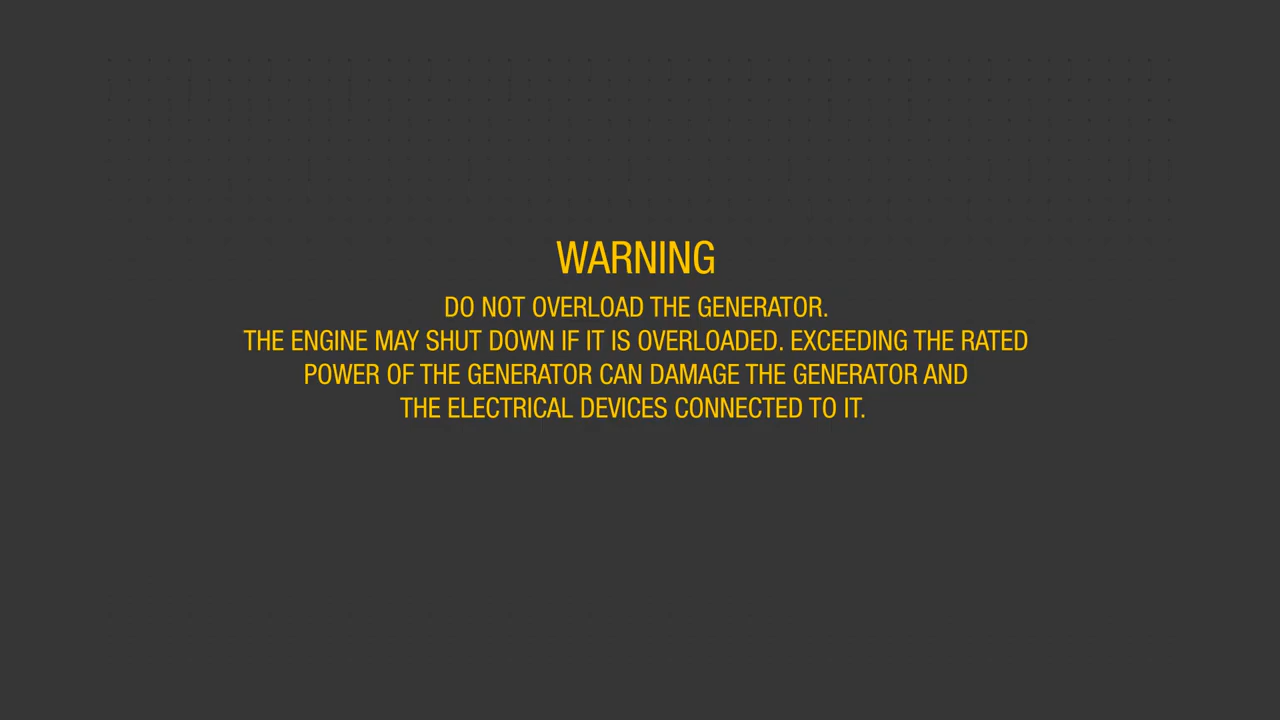 WARNING
DO NOT OVERLOAD THE GENERATOR.
THE ENGINE MAY SHUT DOWN IF IT IS OVERLOADED. EXCEEDING THE RATED
POWER OF THE GENERATOR CAN DAMAGE THE GENERATOR AND
THE ELECTRICAL DEVICES CONNECTED TO IT.